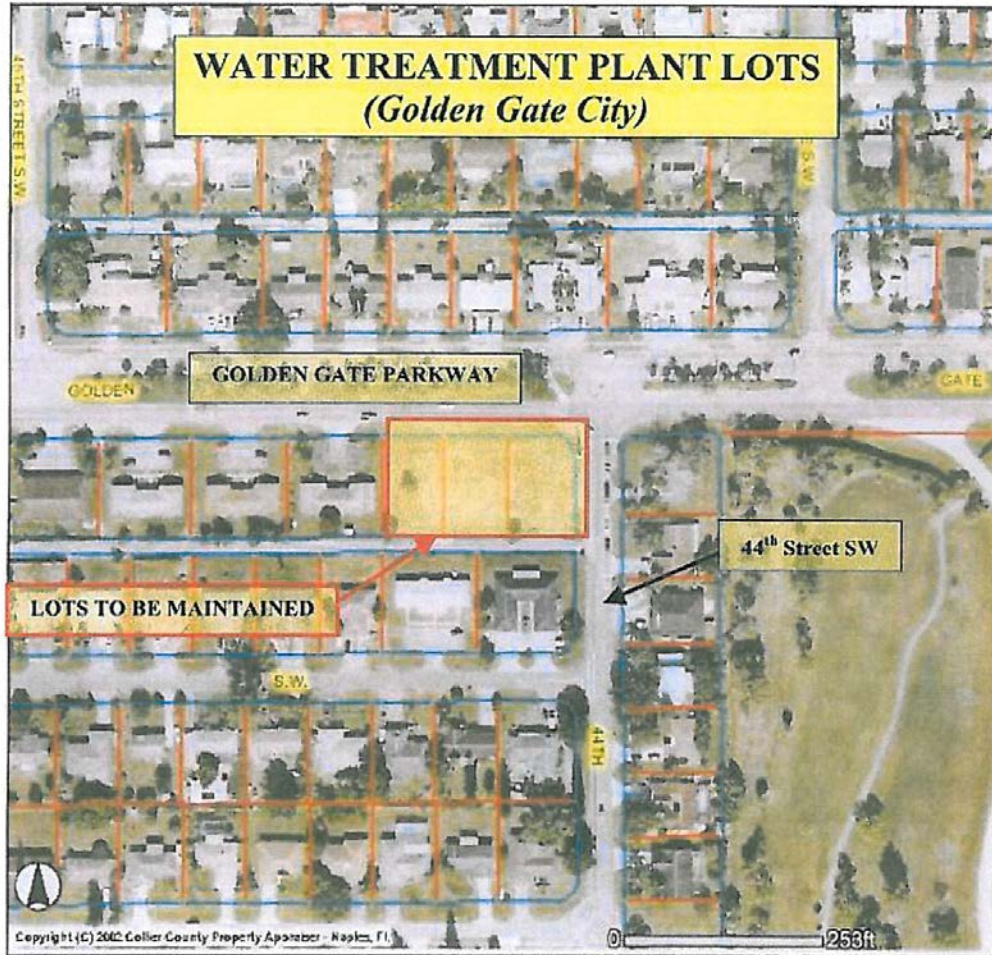 WATER TREATMENT PLANT LOTS
(Golden Gate City)
GOLDEN GATE PARKWAY
GOLDEN
GATE
44th Street SW
LOTS TO BE MAINTAINED
S.W.
44TH
Copyright (C) 2002 Collier County Property Appraiser - Naples, FL
0
253ft